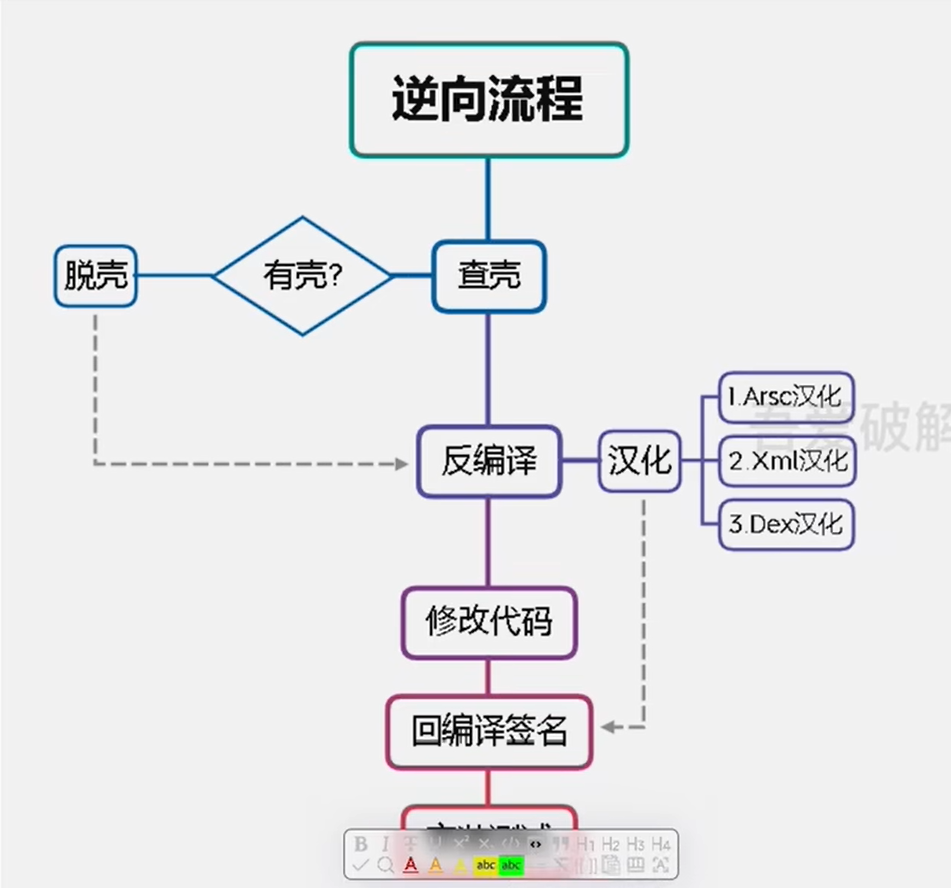 逆向流程
脱壳
有壳?
查壳
反编译
汉化
1.Arsc汉化
吾爱破解
2.Xml汉化
3.Dex汉化
修改代码
回编译签名
B I
H1 H2 H3 H4
A A A abc abc